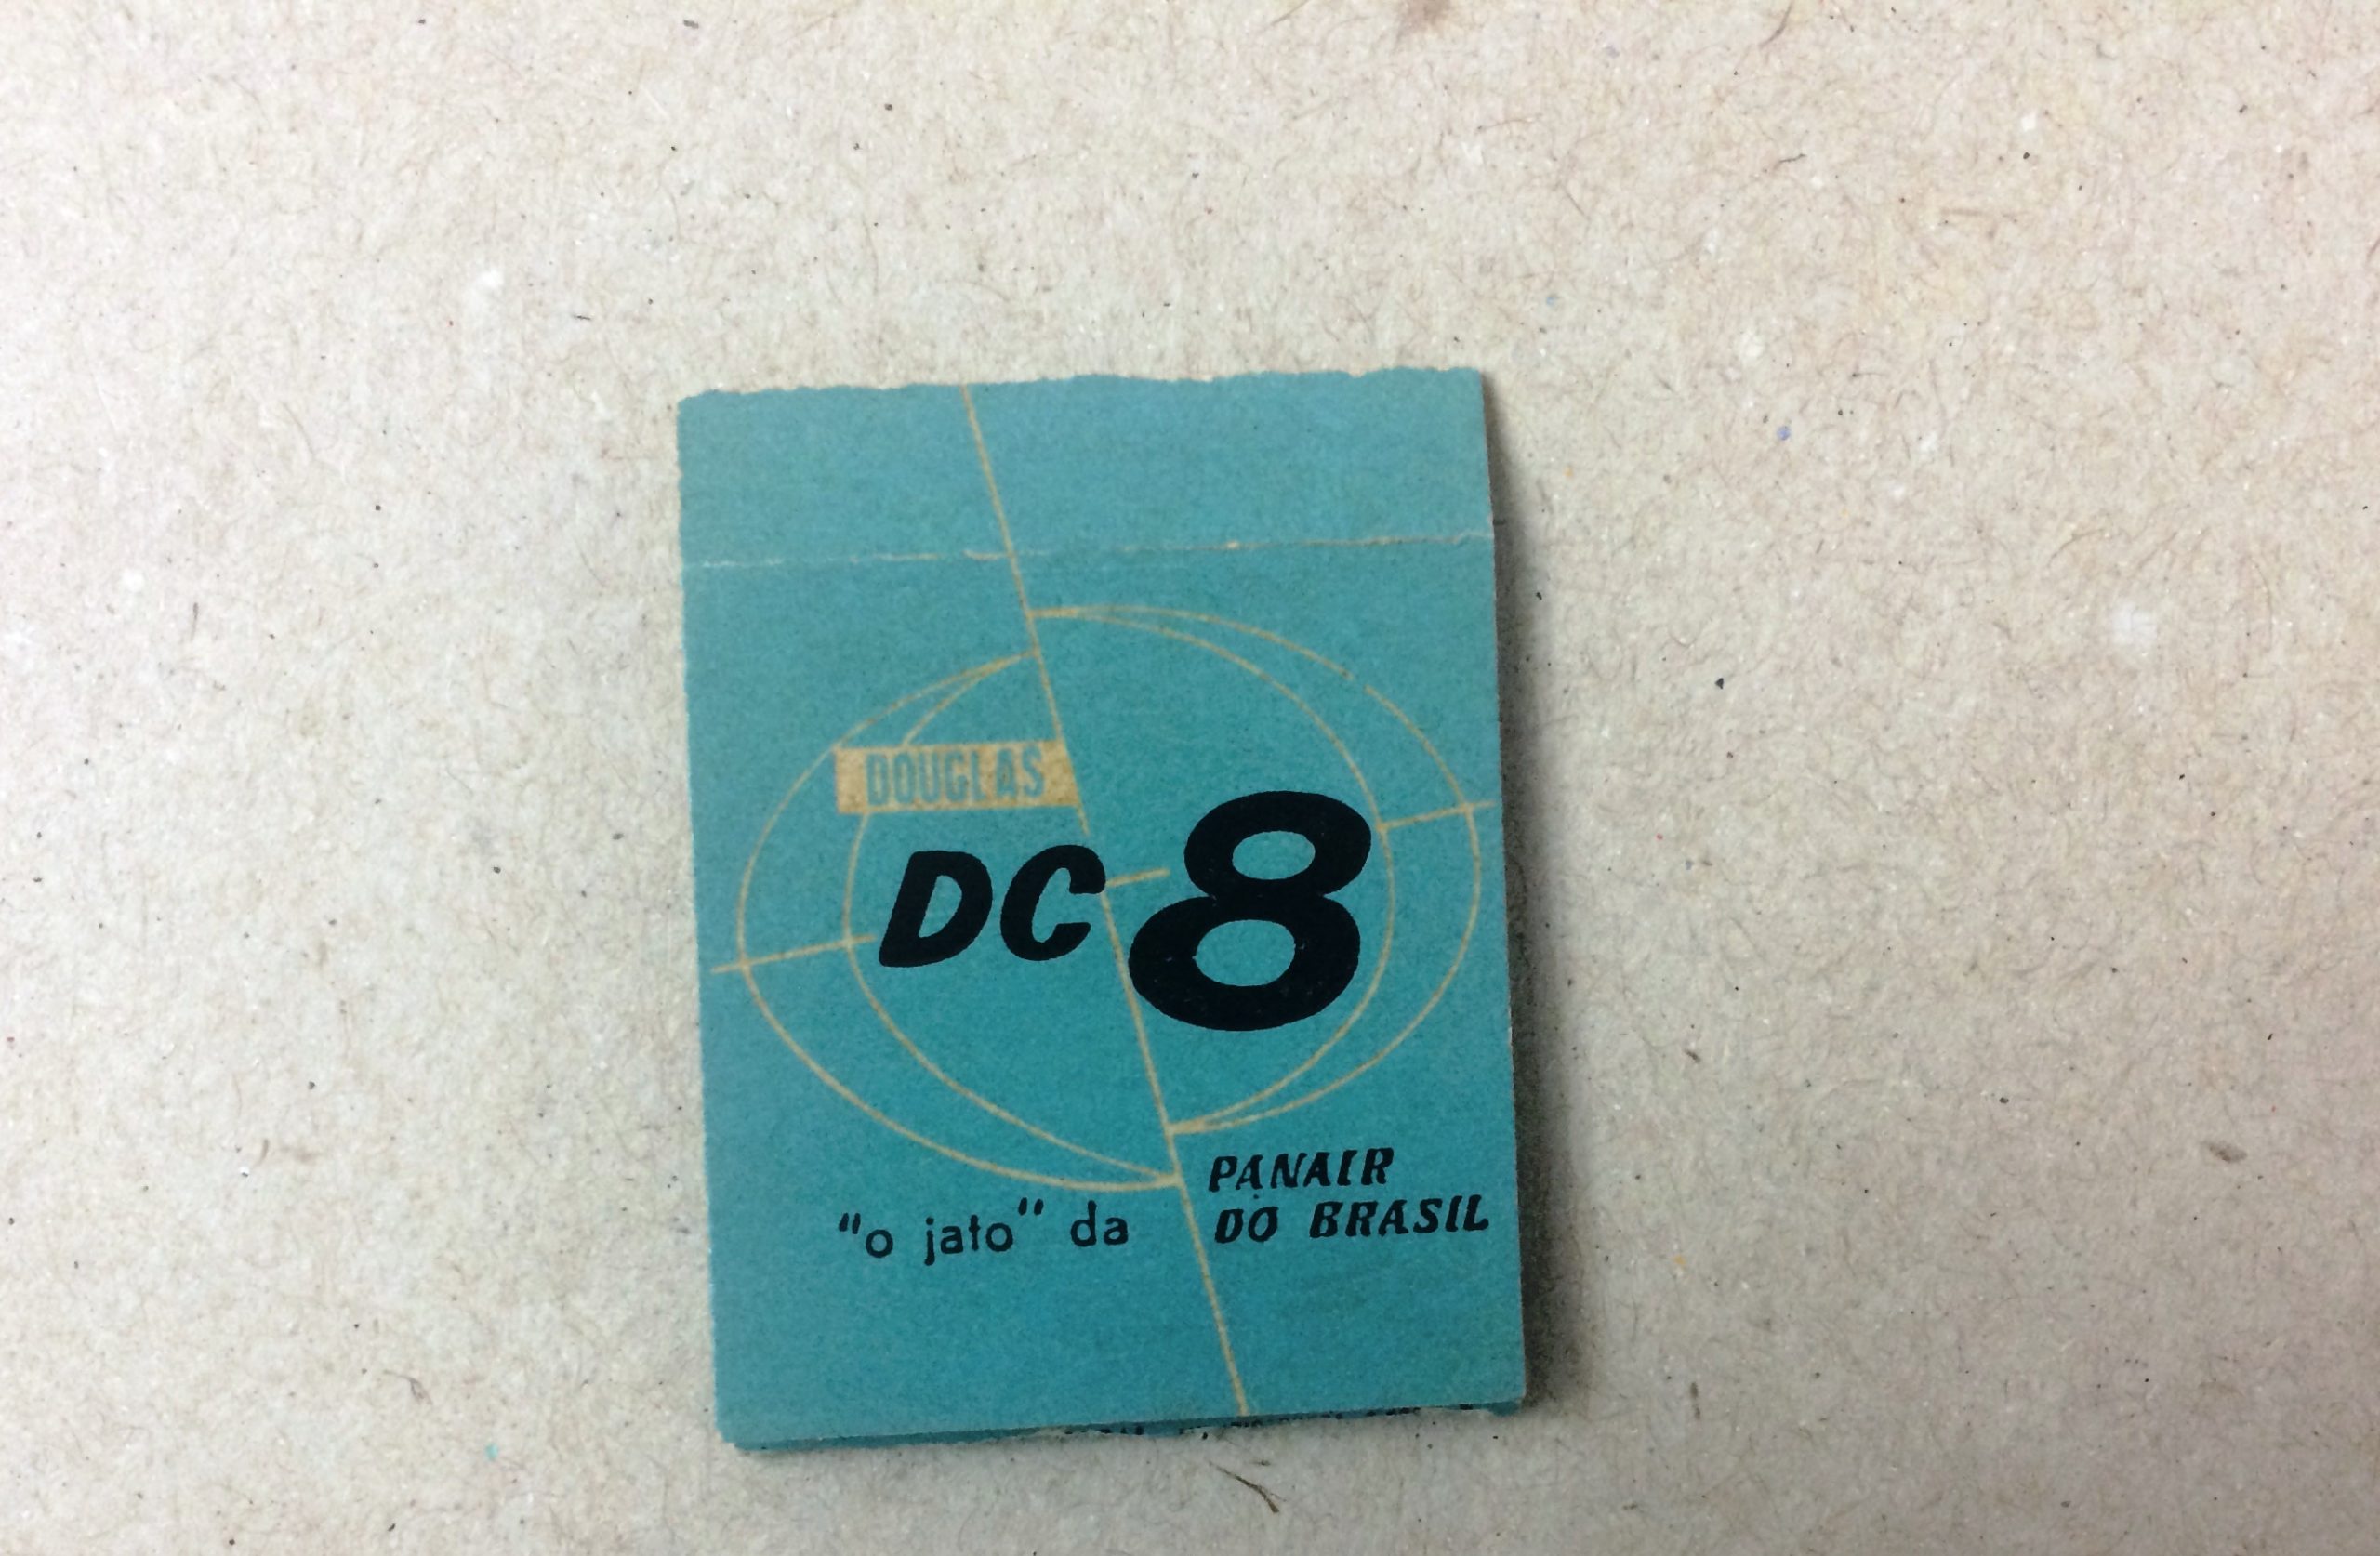 DOUGLAS
DC 8
"o jato" da PANAIR
DO BRASIL